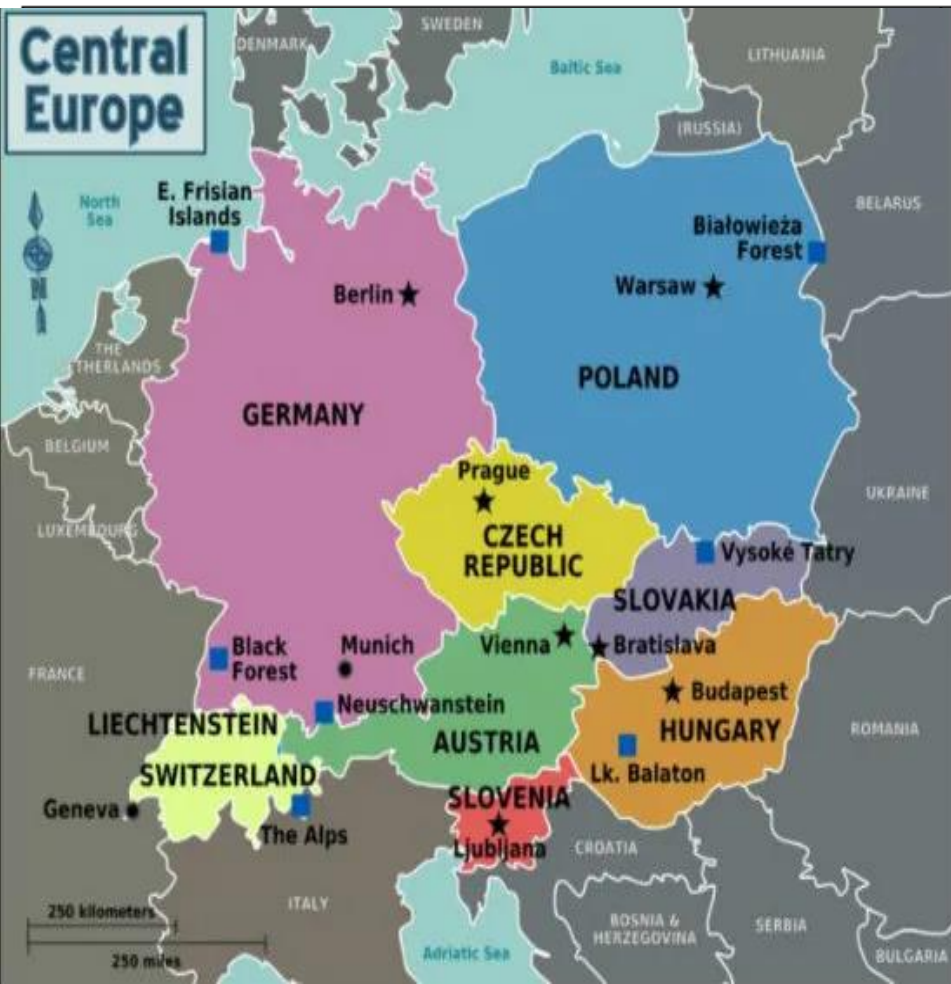 Central
Europe
DENMARK
SWEDEN
Baltic Sea
LITHUANIA
(RUSSIA)
BELARUS
North
Sea
E. Frisian
Islands
Białowieża
Forest
N
Berlin
Warsaw
THE
THERLANDS
POLAND
GERMANY
BELGIUM
Prague
UKRAINE
CZECH
REPUBLIC
LUXEMBOURG
Vysoké Tatry
SLOVAKIA
Vienna
Bratislava
Black
Forest
Munich
FRANCE
Budapest
Neuschwanstein
LIECHTENSTEIN
AUSTRIA
HUNGARY
ROMANIA
SWITZERLAND
Lk. Balaton
SLOVENIA
Geneva
The Alps
Ljubljana
CROATIA
ITALY
250 kilometers
250 miles
BOSNIA &
HERZEGOVINA
SERBIA
Adriatic Sea
BULGARIA